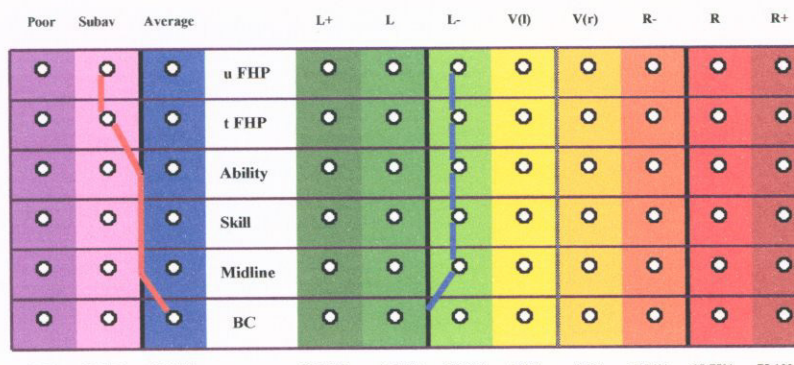 Poor Subav Average L+ L L- V(l) V(r) R- R R+
u FHP
t FHP
Ability
Skill
Midline
BC